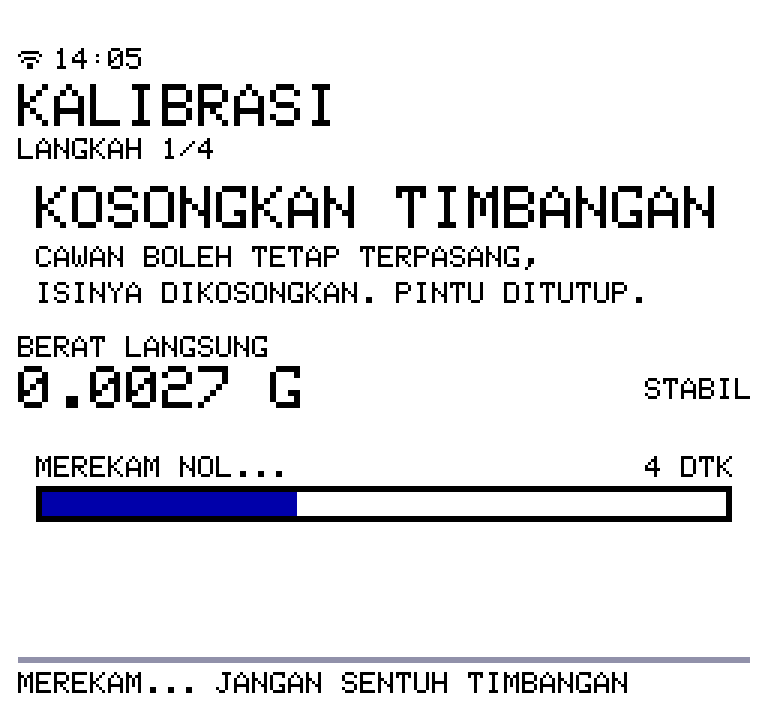 14:05
KALIBRASI
LANGKAH 1/4
KOSONGKAN TIMBANGAN
CAWAN BOLEH TETAP TERPASANG,
ISINYA DIKOSONGKAN. PINTU DITUTUP.
BERAT LANGSUNG
0.0027 G
STABIL
MEREKAM NOL... 4 DTK
MEREKAM... JANGAN SENTUH TIMBANGAN